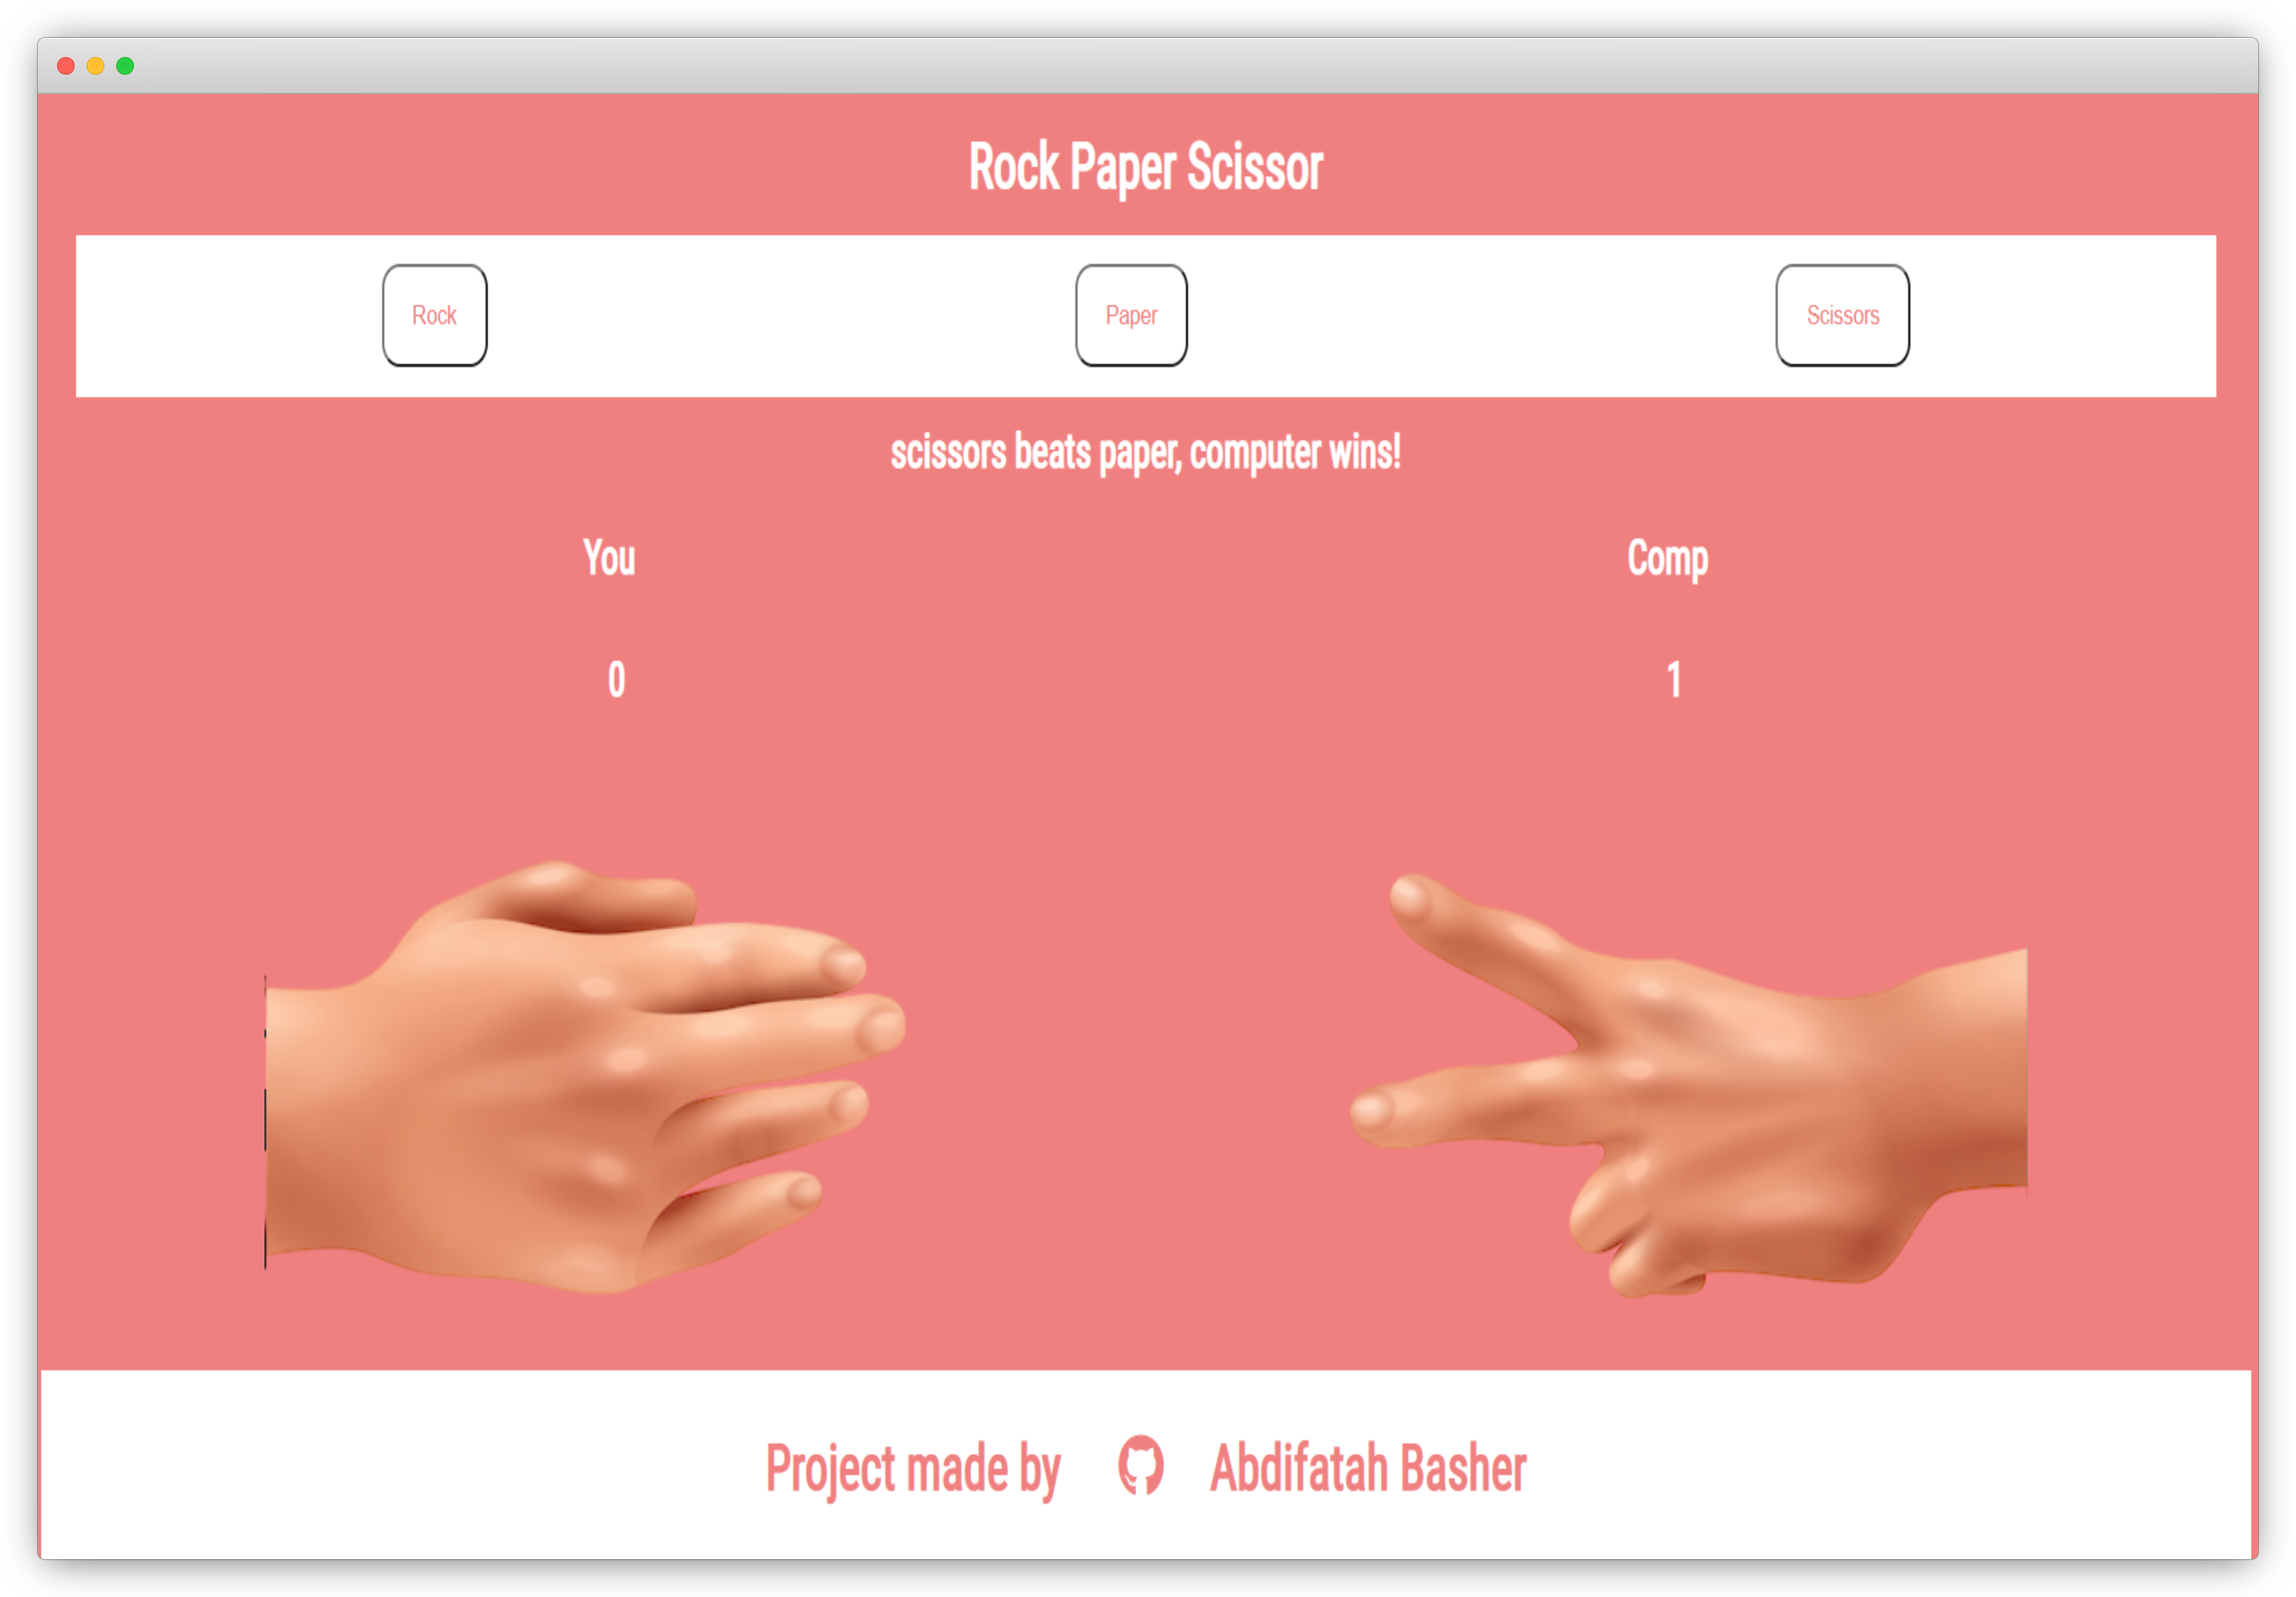 Rock Paper Scissor
Rock Paper Scissors
scissors beats paper, computer wins!
You Comp
0 1
Project made by Abdifatah Basher